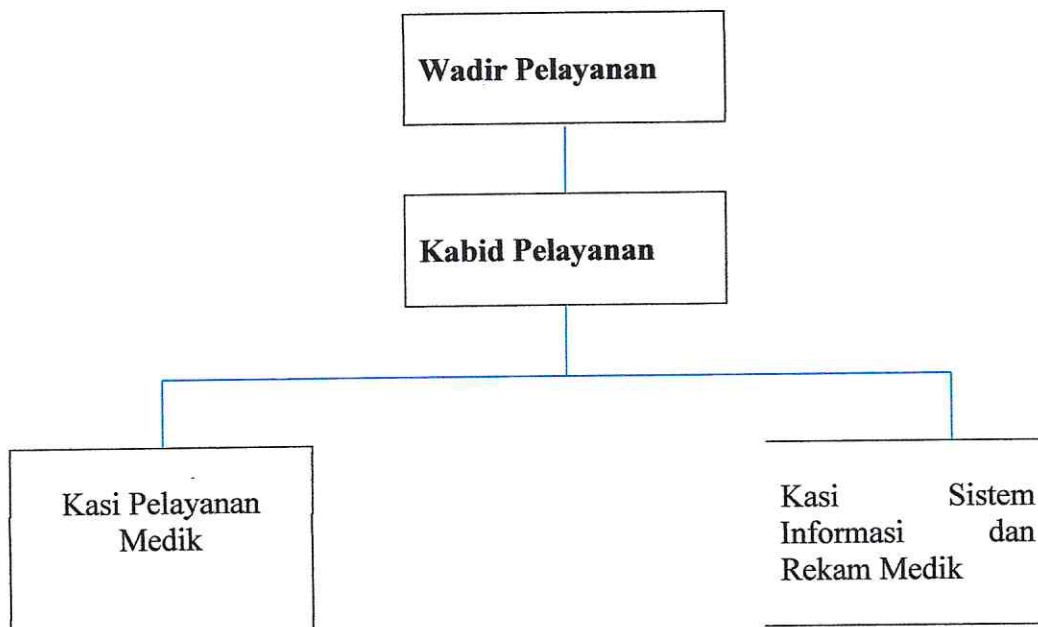 Wadir Pelayanan
Kabid Pelayanan
Kasi Pelayanan
Medik
Kasi Sistem
Informasi dan
Rekam Medik